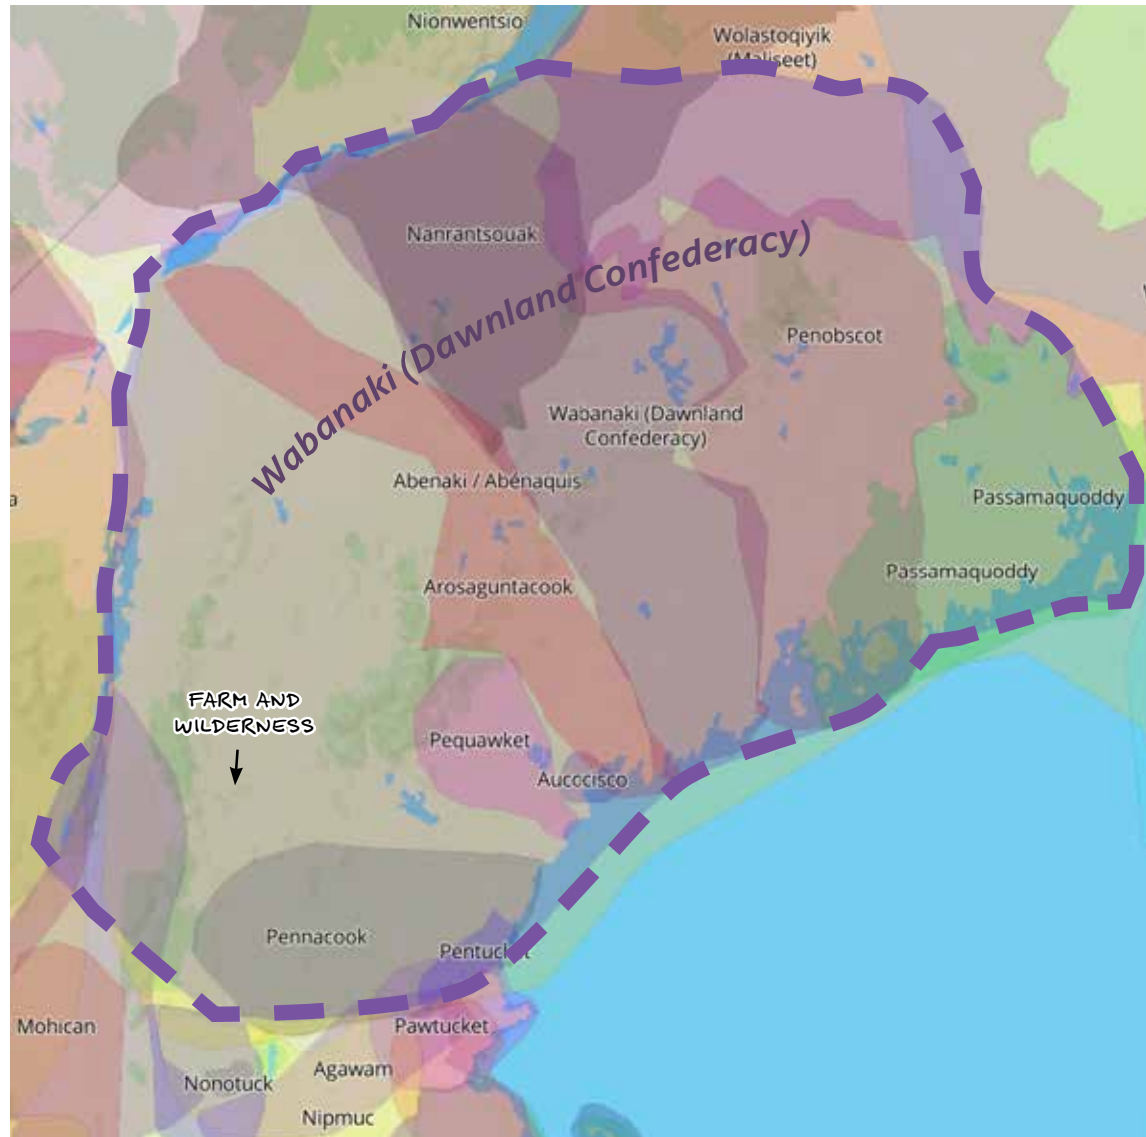 Nionwentsio
Wolastoqiyik
(Maliseet)
Nanrantsouak
Wabanaki (Dawnland Confederacy)
Penobscot
Wabanaki (Dawnland
Confederacy)
Abenaki / Abénaquis
a
Passamaquoddy
Arosaguntacook
Passamaquoddy
FARM AND
WILDERNESS
Pequawket
Aucocisco
Pennacook
Pentucket
Mohican
Pawtucket
Agawam
Nonotuck
Nipmuc